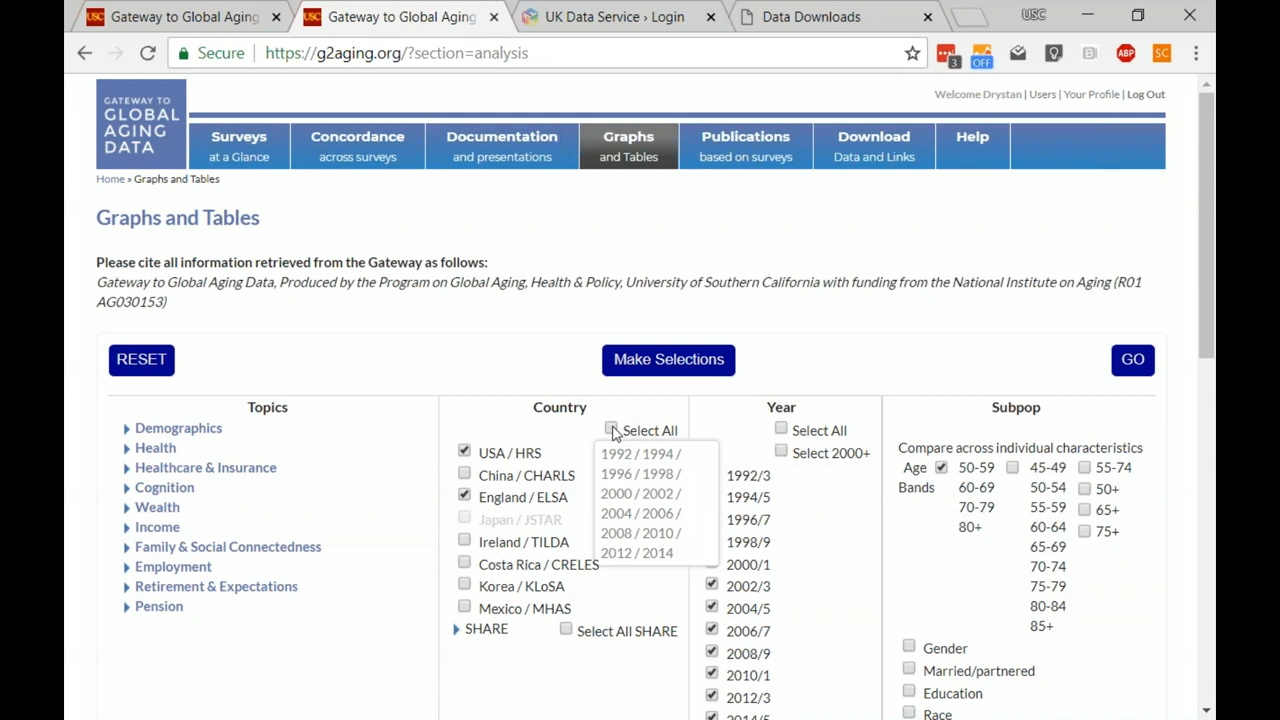 Gateway to Global Aging
Gateway to Global Aging
UK Data Service › Login
Data Downloads
USC
Secure
https://g2aging.org/?section=analysis
3
OFF
ABP
SC
GATEWAY TO
GLOBAL
AGING
DATA
Welcome Drystan | Users | Your Profile | Log Out
Surveys
at a Glance
Concordance
across surveys
Documentation
and presentations
Graphs
and Tables
Publications
based on surveys
Download
Data and Links
Help
Home » Graphs and Tables
Graphs and Tables
Please cite all information retrieved from the Gateway as follows:
Gateway to Global Aging Data, Produced by the Program on Global Aging, Health & Policy, University of Southern California with funding from the National Institute on Aging (R01
AG030153)
RESET
Make Selections
GO
Topics
Demographics
Health
Healthcare & Insurance
Cognition
Wealth
Income
Family & Social Connectedness
Employment
Retirement & Expectations
Pension
Country
Select All
USA / HRS
China / CHARLS
England / ELSA
Japan / JSTAR
Ireland / TILDA
Costa Rica / CRELES
Korea / KLoSA
Mexico / MHAS
SHARE
Select All SHARE
1992 / 1994 /
1996 / 1998 /
2000 / 2002 /
2004 / 2006 /
2008 / 2010 /
2012 / 2014
Year
Select All
Select 2000+
1992/3
1994/5
1996/7
1998/9
2000/1
2002/3
2004/5
2006/7
2008/9
2010/1
2012/3
2014/5
Subpop
Compare across individual characteristics
Age
Bands
50-59
60-69
70-79
80+
45-49
50-54
55-59
60-64
65-69
70-74
75-79
80-84
85+
55-74
50+
65+
75+
Gender
Married/partnered
Education
Race